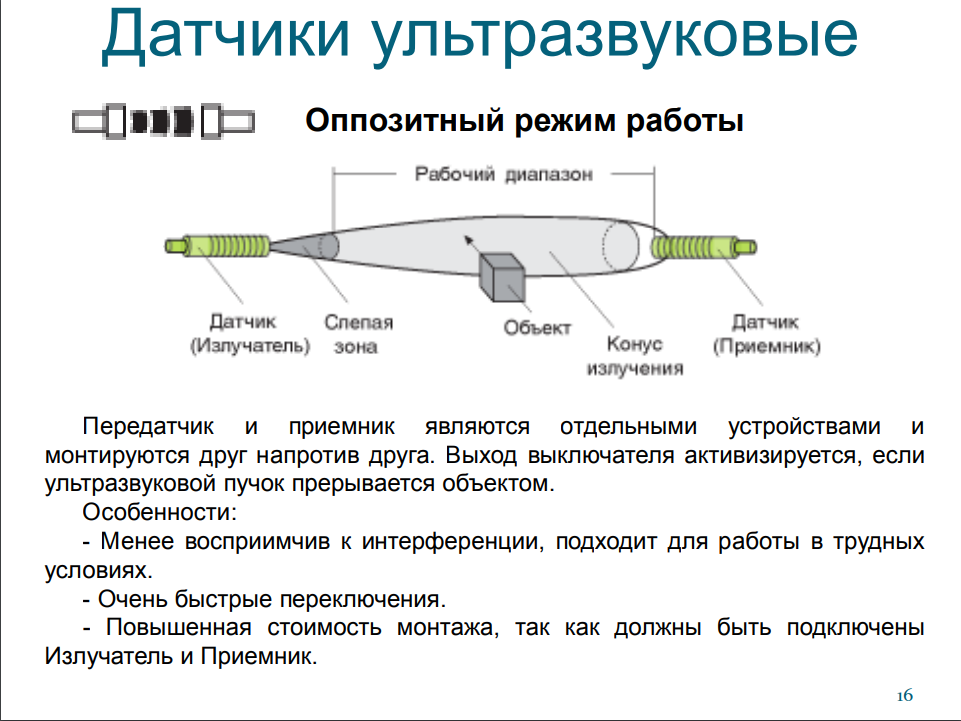 Датчики ультразвуковые
Оппозитный режим работы
Рабочий диапазон
Датчик
(Излучатель)
Слепая
зона
Объект
Конус
излучения
Датчик
(Приемник)
Передатчик и приемник являются отдельными устройствами и
монтируются друг напротив друга. Выход выключателя активизируется, если
ультразвуковой пучок прерывается объектом.
Особенности:
- Менее восприимчив к интерференции, подходит для работы в трудных
условиях.
- Очень быстрые переключения.
- Повышенная стоимость монтажа, так как должны быть подключены
Излучатель и Приемник.
16